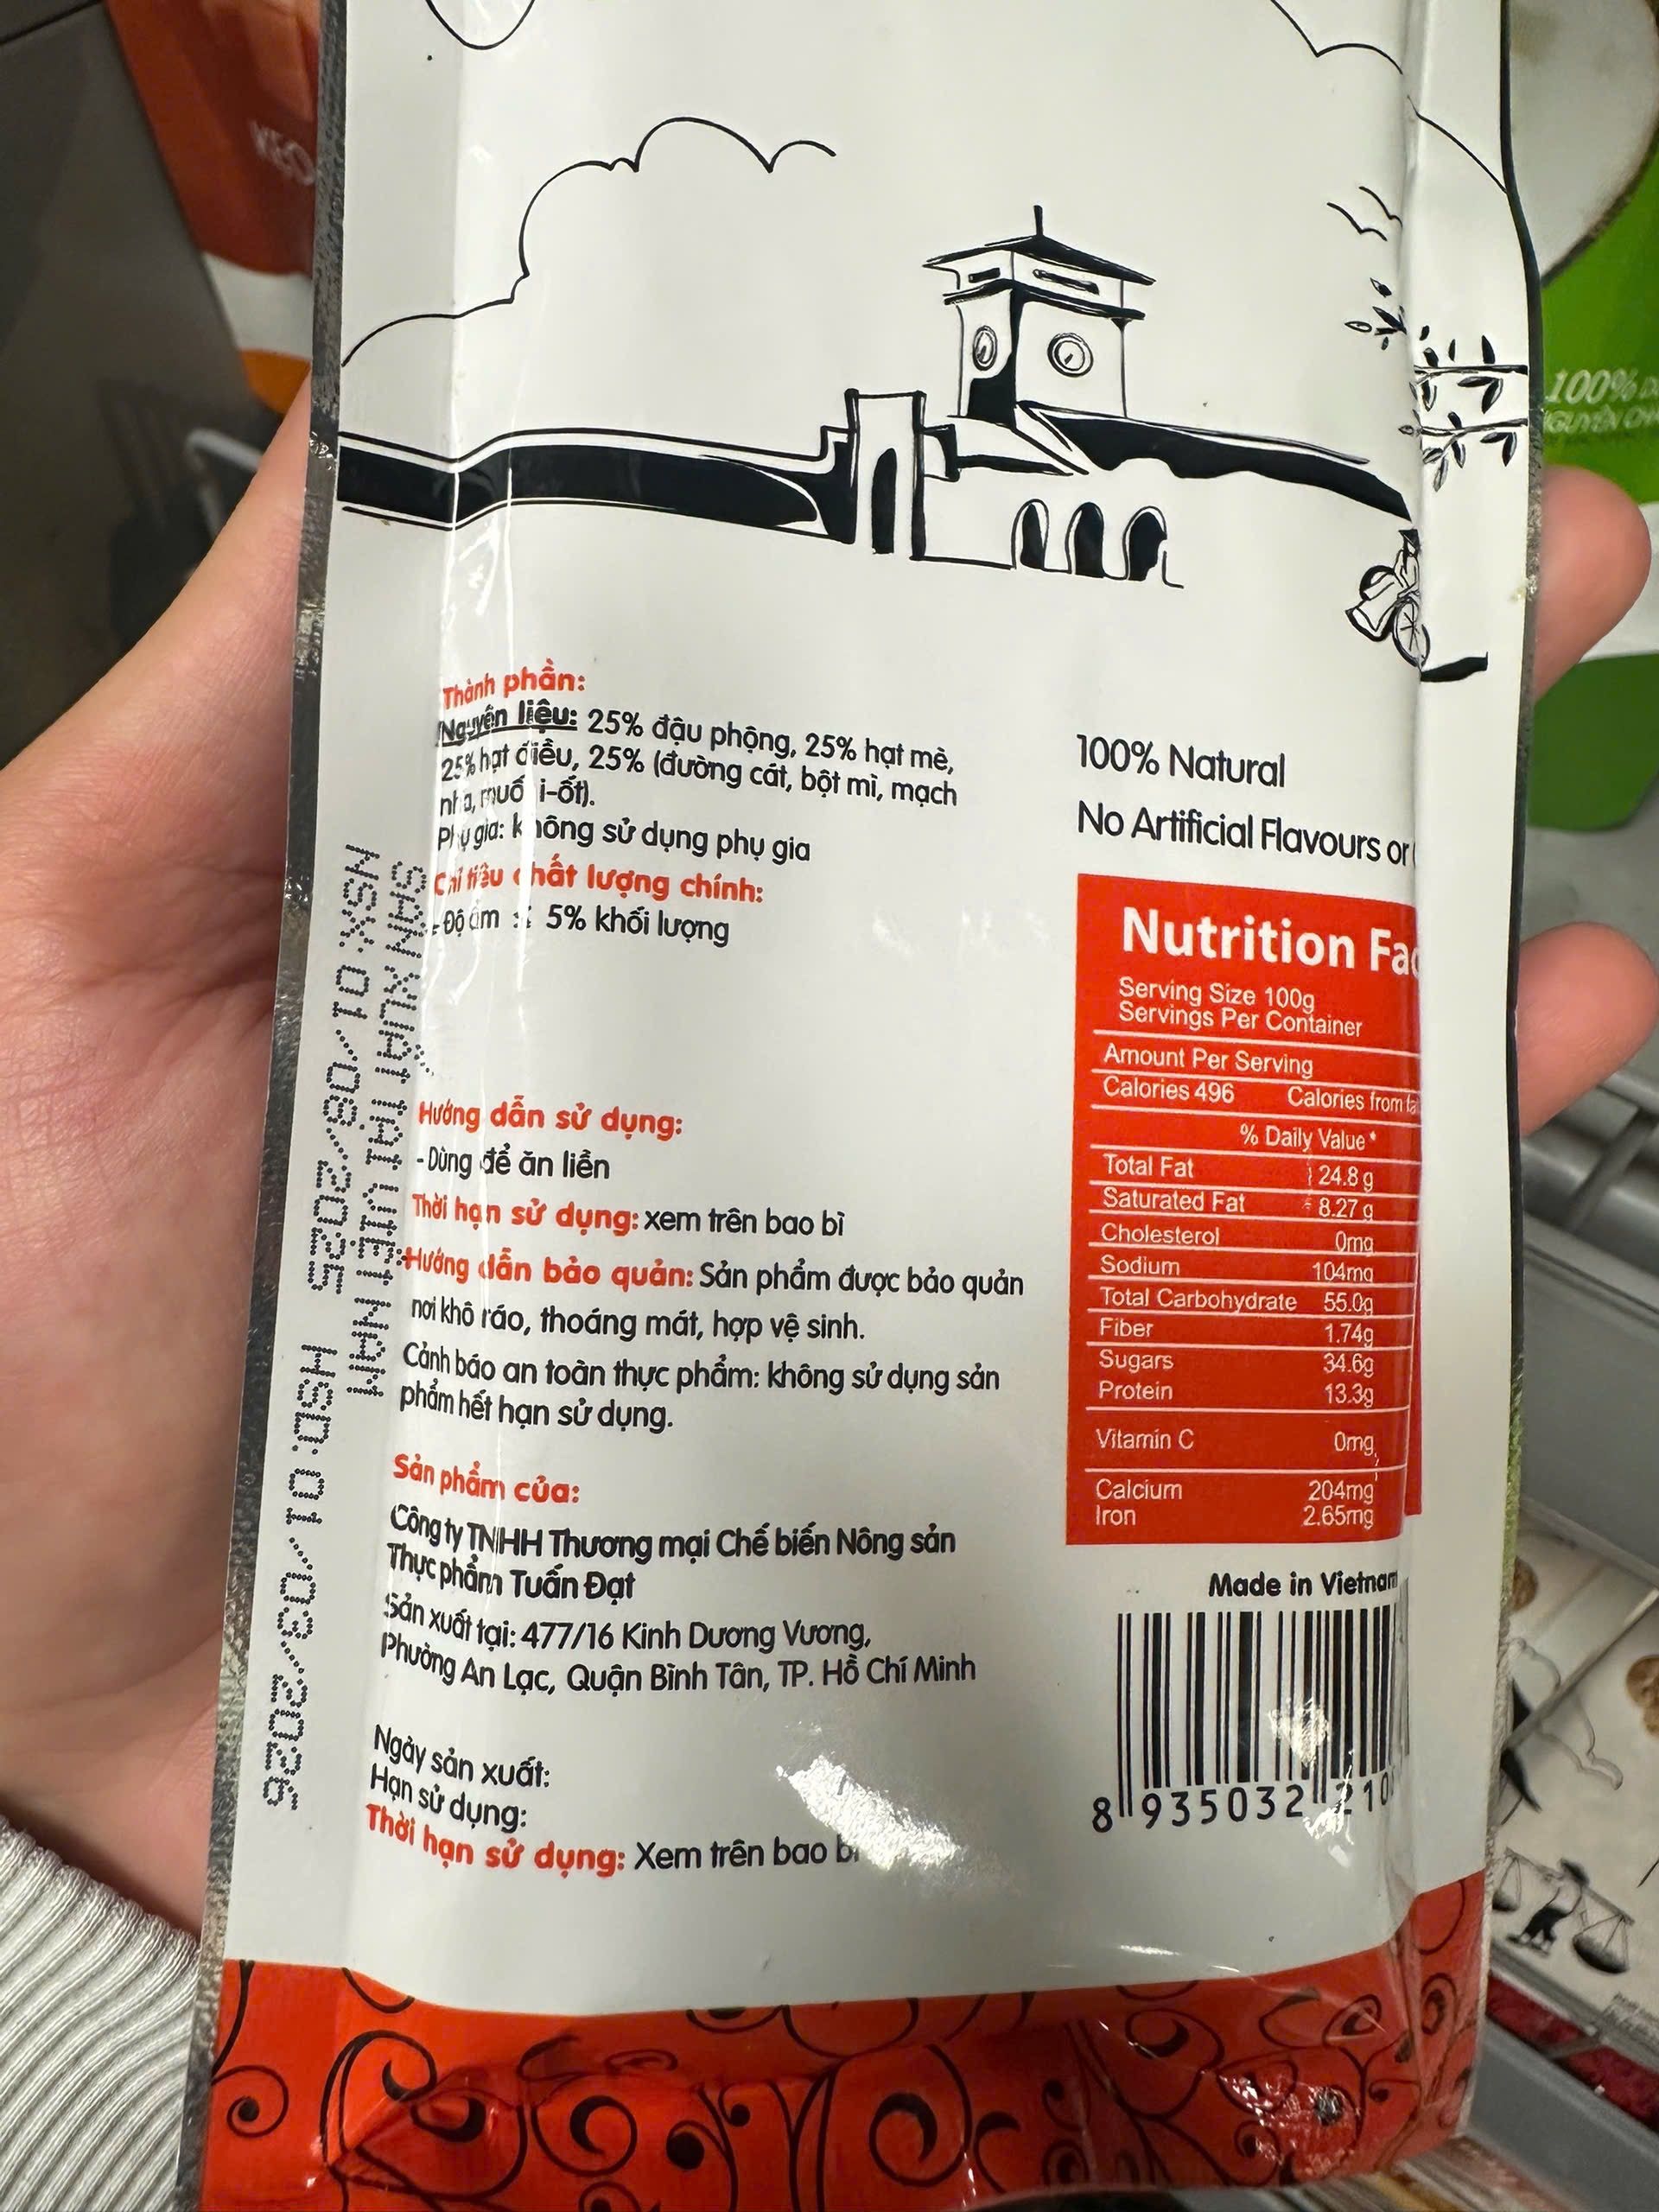 Thành phần:
Nguyên liệu: 25% đậu phộng, 25% hạt mè,
25% hạt điều, 25% (đường cát, bột mì, mạch
nha, muối i-ốt).
Phụ gia: không sử dụng phụ gia
Chỉ tiêu chất lượng chính:
- Độ ẩm ≤ 5% khối lượng
Hướng dẫn sử dụng:
- Dùng để ăn liền
Thời hạn sử dụng: xem trên bao bì
Hướng dẫn bảo quản: Sản phẩm được bảo quản
nơi khô ráo, thoáng mát, hợp vệ sinh.
Cảnh báo an toàn thực phẩm: không sử dụng sản
phẩm hết hạn sử dụng.
Sản phẩm của:
Công ty TNHH Thương mại Chế biến Nông sản
Thực phẩm Tuấn Đạt
Sản xuất tại: 477/16 Kinh Dương Vương,
Phường An Lạc, Quận Bình Tân, TP. Hồ Chí Minh
Ngày sản xuất:
Hạn sử dụng:
Thời hạn sử dụng: Xem trên bao bì
NSX: 01/08/2025 HSD: 01/03/2026
SHNXUATTAIVIETNAM
100% Natural
No Artificial Flavours or
Nutrition Fac
Serving Size 100g
Servings Per Container
Amount Per Serving
Calories 496 Calories from fa
% Daily Value*
Total Fat 24.8 g
Saturated Fat 8.27 g
Cholesterol 0mg
Sodium 104mg
Total Carbohydrate 55.0g
Fiber 1.74g
Sugars 34.6g
Protein 13.3g
Vitamin C 0mg
Calcium 204mg
Iron 2.65mg
Made in Vietnam
8 935032 210
100%